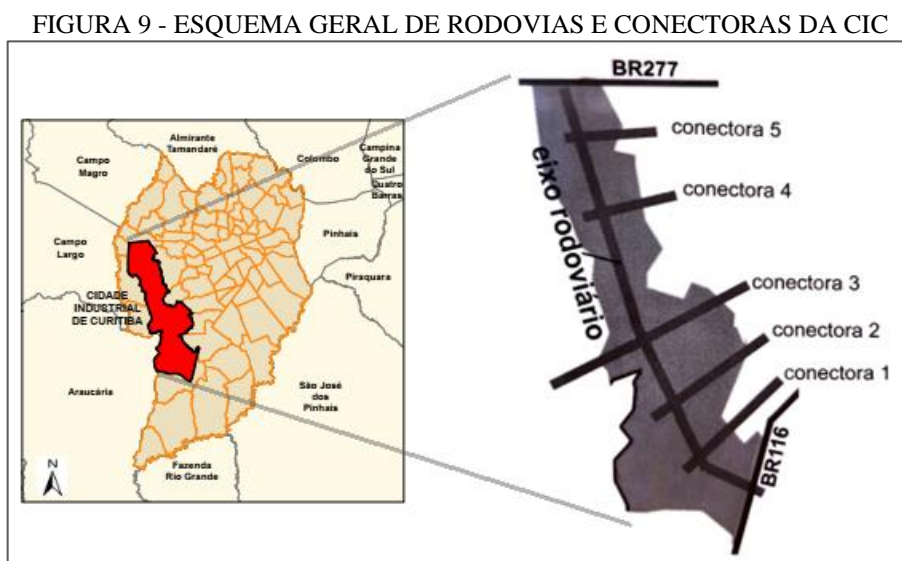 FIGURA 9 - ESQUEMA GERAL DE RODOVIAS E CONECTORAS DA CIC
Almirante
Tamandaré
Campo
Magro
Colombo
Campina
Grande
do Sul
Quatro
Barras
Campo
Largo
Pinhais
Piraquara
CIDADE
INDUSTRIAL
DE CURITIBA
Araucária
São José
dos
Pinhais
Fazenda
Rio Grande
N
BR277
conectora 5
conectora 4
eixo rodoviário
conectora 3
conectora 2
conectora 1
BR116